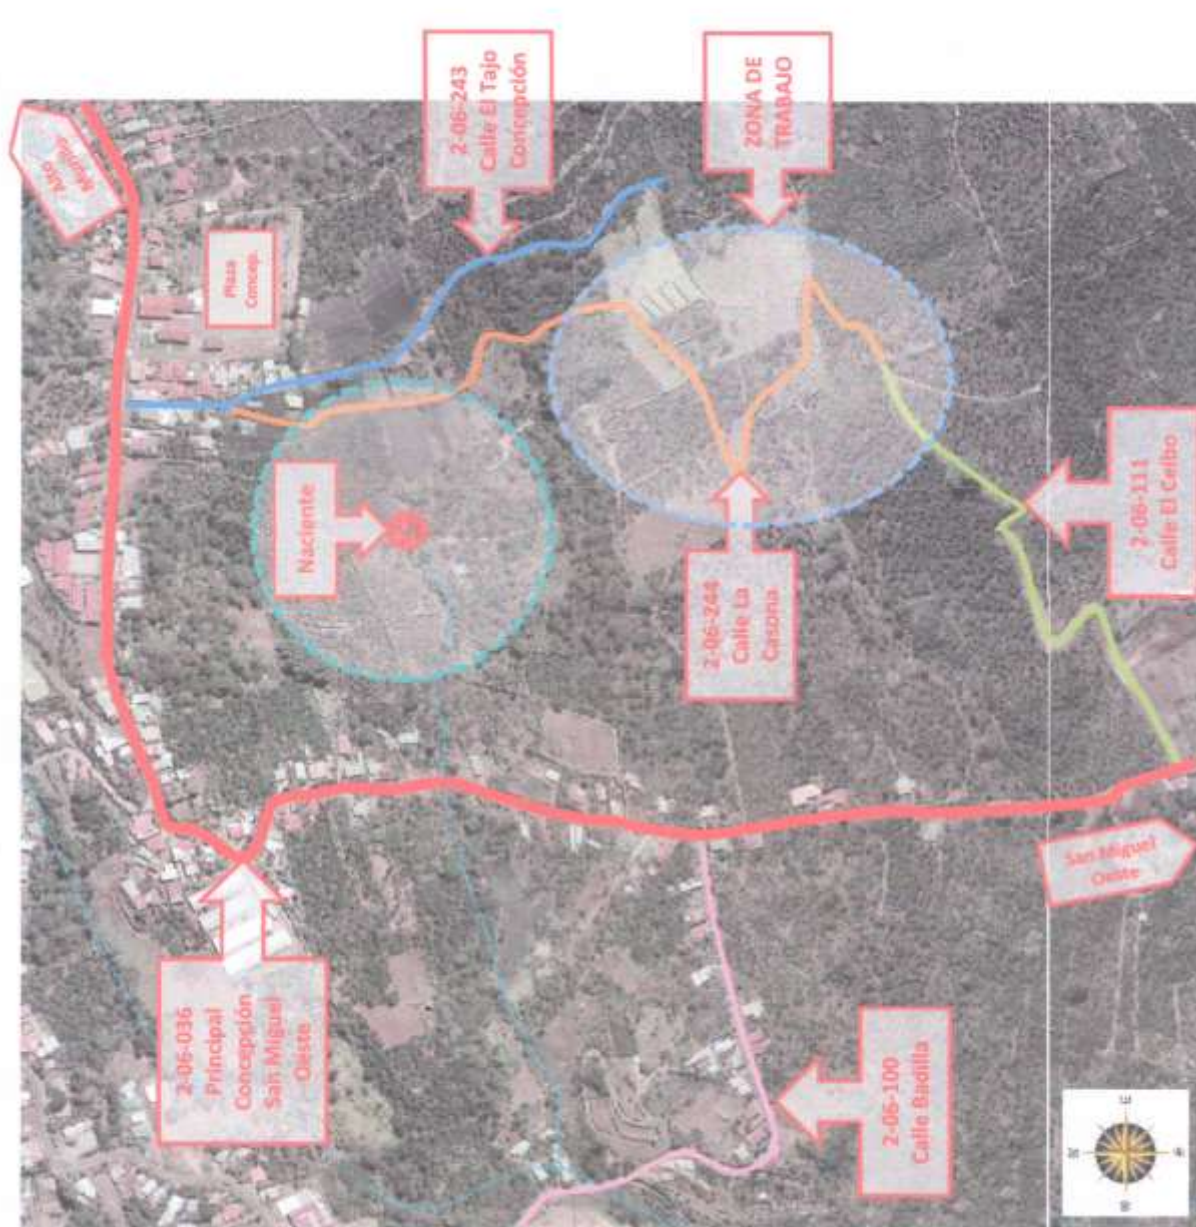 Alto
Murillo
Plaza
Concep.
2-06-243
Calle El Tajo
Concepción
ZONA DE
TRABAJO
Naciente
2-06-244
Calle La
Casona
2-06-111
Calle El Ceibo
2-06-036
Principal
Concepción
San Miguel
Oeste
San Miguel
Oeste
2-06-100
Calle Badilla